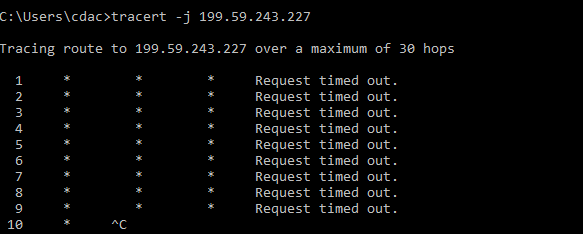 C:\Users\cdac>tracert -j 199.59.243.227
Tracing route to 199.59.243.227 over a maximum of 30 hops
1 * * * Request timed out.
2 * * * Request timed out.
3 * * * Request timed out.
4 * * * Request timed out.
5 * * * Request timed out.
6 * * * Request timed out.
7 * * * Request timed out.
8 * * * Request timed out.
9 * * * Request timed out.
10 * ^C